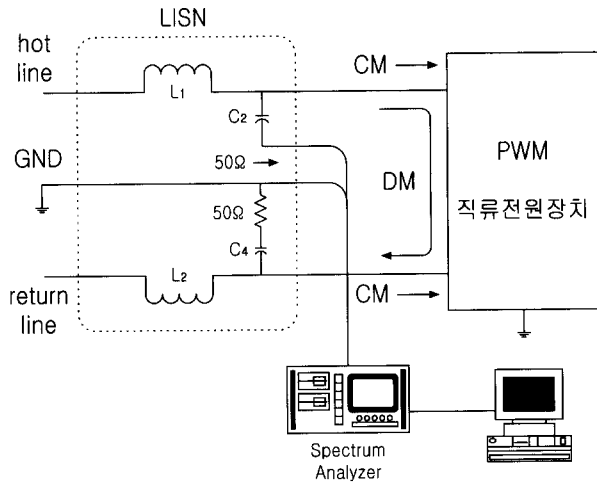 LISN
hot
line
L1
C2
CM
GND
50Ω
DM
PWM
직류전원장치
50Ω
C4
L2
return
line
CM
Spectrum
Analyzer